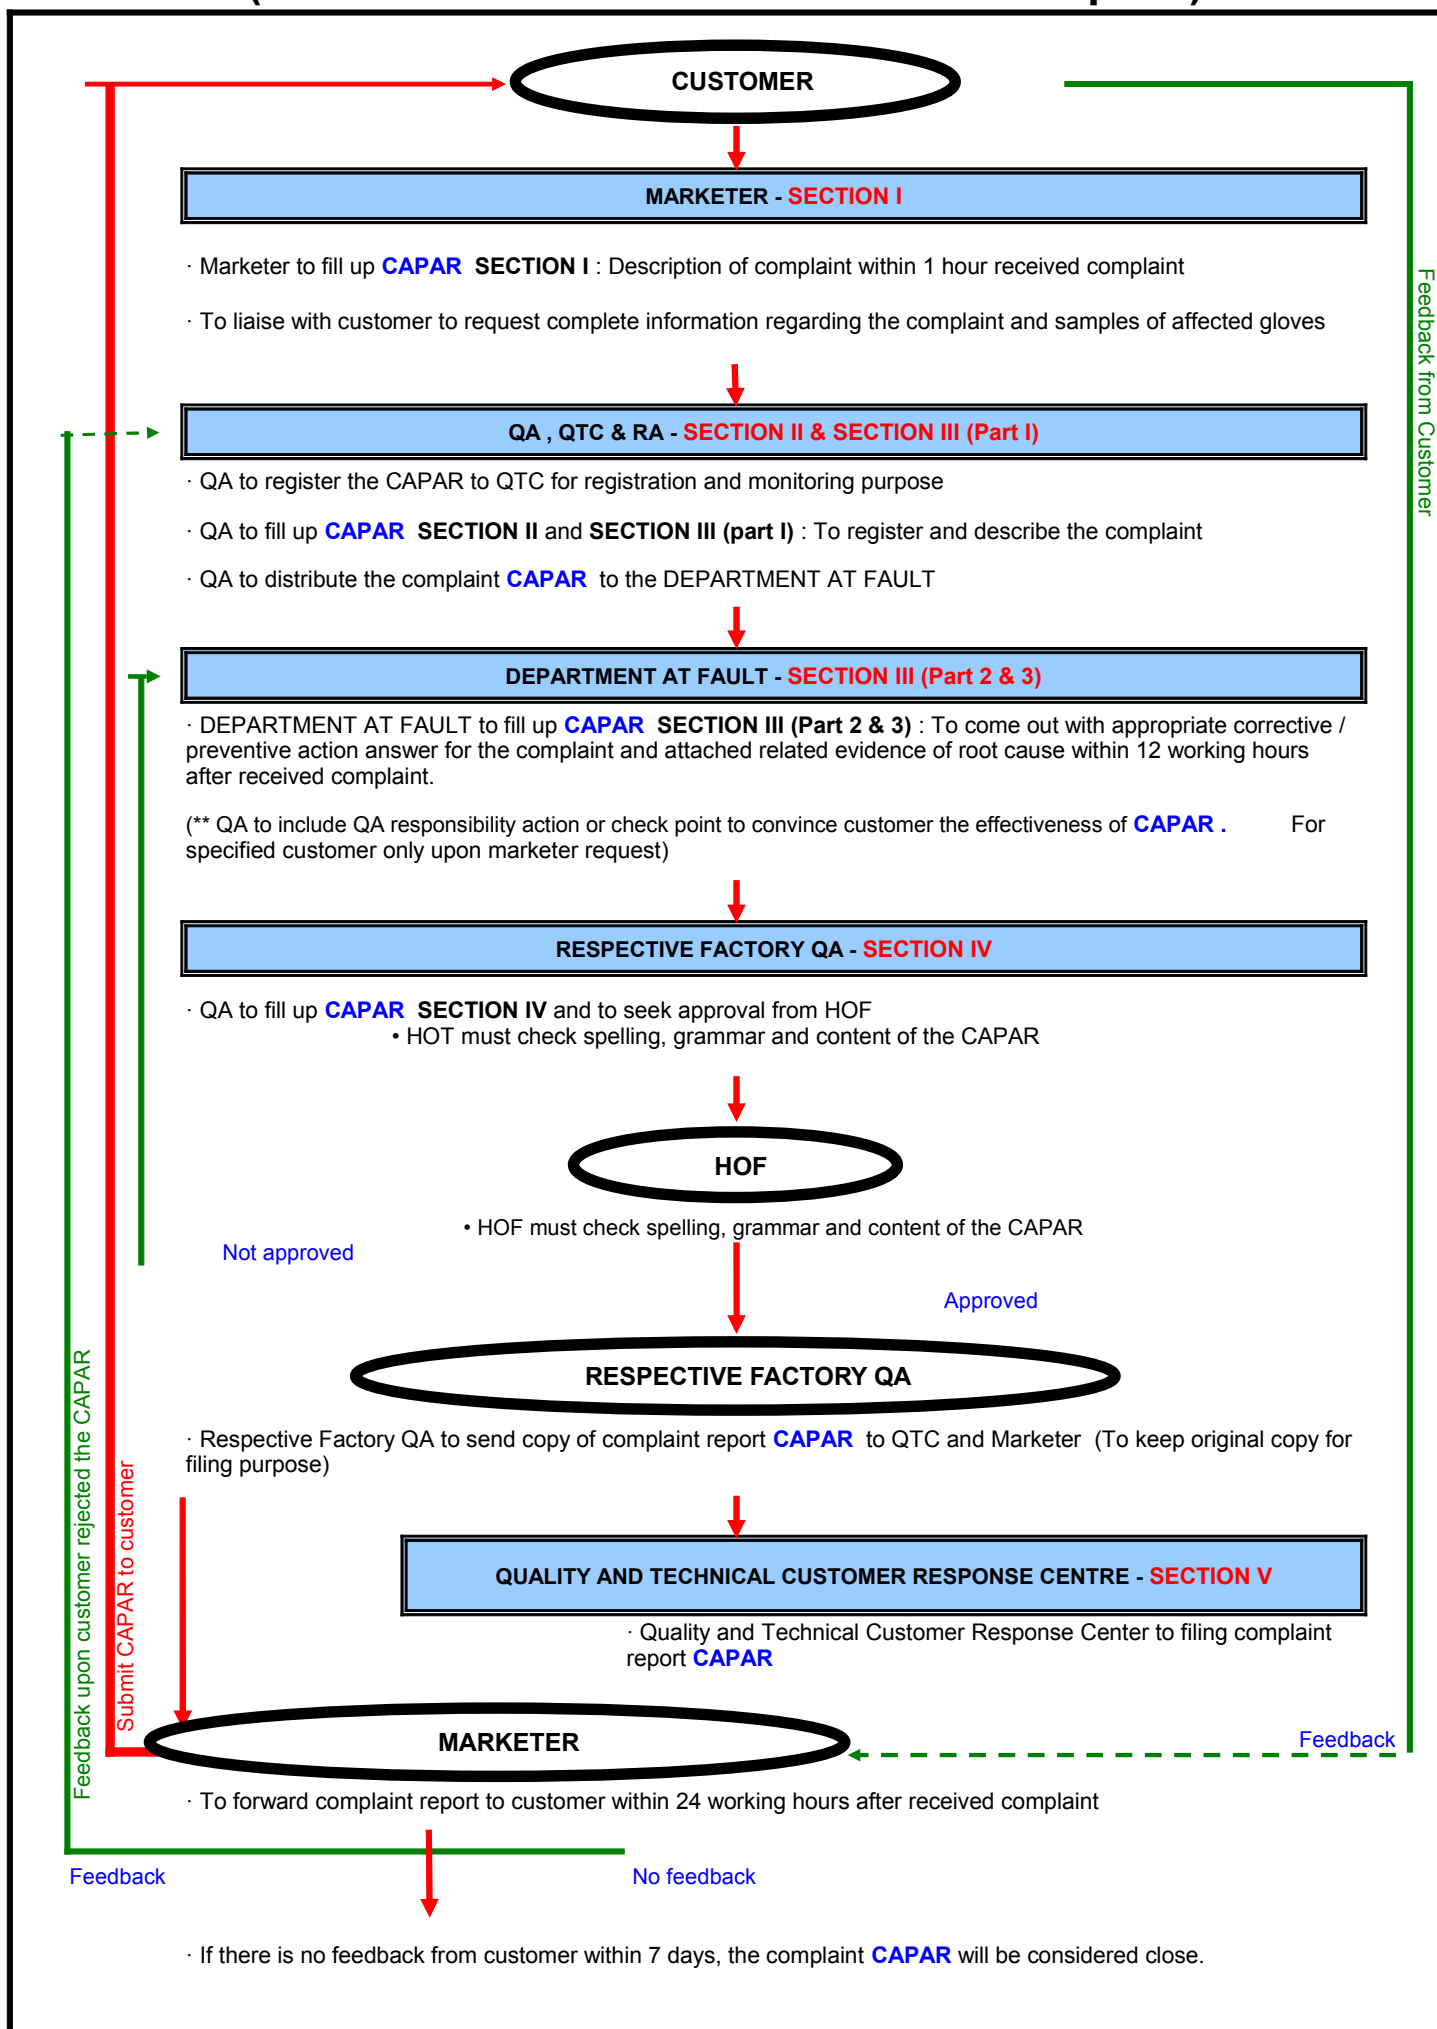 CUSTOMER
MARKETER - SECTION I
· Marketer to fill up CAPAR SECTION I : Description of complaint within 1 hour received complaint
· To liaise with customer to request complete information regarding the complaint and samples of affected gloves
Feedback from Customer
QA , QTC & RA - SECTION II & SECTION III (Part I)
· QA to register the CAPAR to QTC for registration and monitoring purpose
· QA to fill up CAPAR SECTION II and SECTION III (part I) : To register and describe the complaint
· QA to distribute the complaint CAPAR to the DEPARTMENT AT FAULT
DEPARTMENT AT FAULT - SECTION III (Part 2 & 3)
· DEPARTMENT AT FAULT to fill up CAPAR SECTION III (Part 2 & 3) : To come out with appropriate corrective /
preventive action answer for the complaint and attached related evidence of root cause within 12 working hours
after received complaint.
(** QA to include QA responsibility action or check point to convince customer the effectiveness of CAPAR . For
specified customer only upon marketer request)
RESPECTIVE FACTORY QA - SECTION IV
· QA to fill up CAPAR SECTION IV and to seek approval from HOF
• HOT must check spelling, grammar and content of the CAPAR
HOF
• HOF must check spelling, grammar and content of the CAPAR
Not approved
Approved
RESPECTIVE FACTORY QA
· Respective Factory QA to send copy of complaint report CAPAR to QTC and Marketer (To keep original copy for
filing purpose)
Feedback upon customer rejected the CAPAR
Submit CAPAR to customer
QUALITY AND TECHNICAL CUSTOMER RESPONSE CENTRE - SECTION V
· Quality and Technical Customer Response Center to filing complaint
report CAPAR
MARKETER
Feedback
· To forward complaint report to customer within 24 working hours after received complaint
Feedback
No feedback
· If there is no feedback from customer within 7 days, the complaint CAPAR will be considered close.